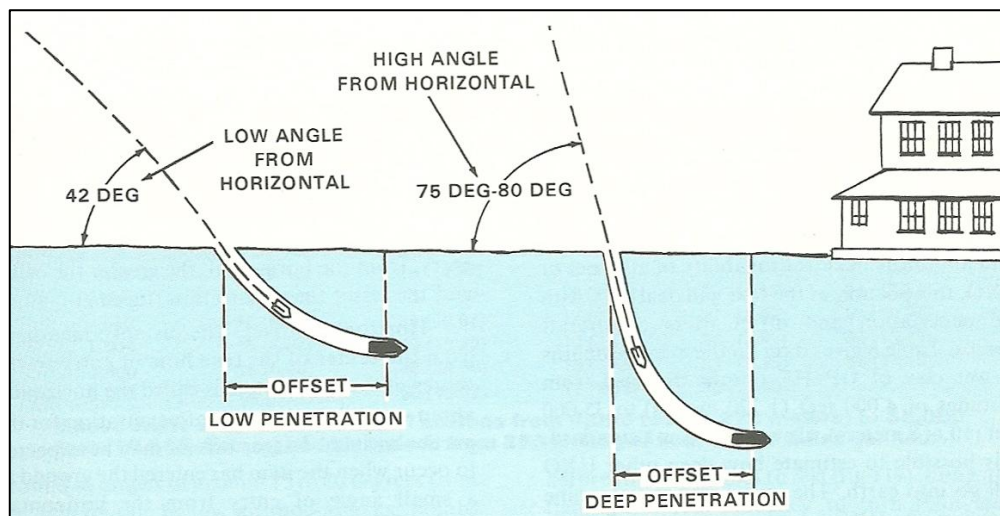 HIGH ANGLE
FROM HORIZONTAL
LOW ANGLE
FROM
HORIZONTAL
42 DEG
75 DEG-80 DEG
OFFSET
LOW PENETRATION
OFFSET
DEEP PENETRATION